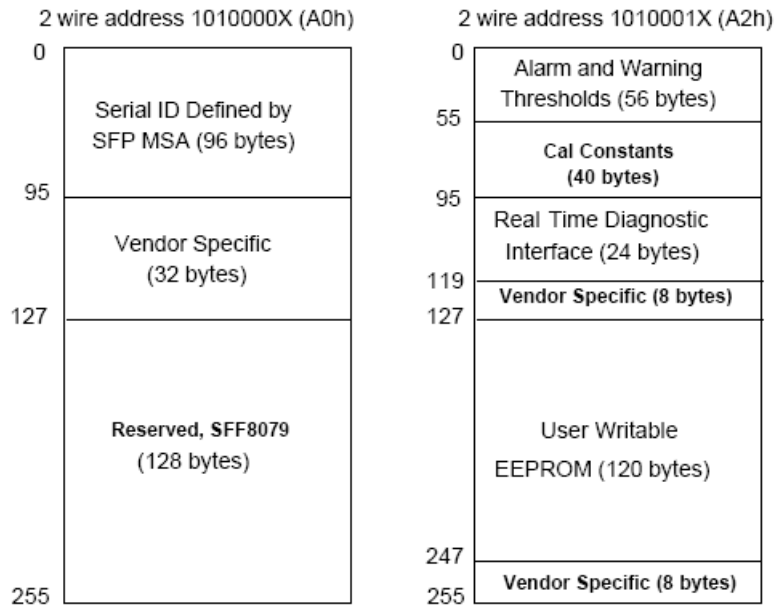 2 wire address 1010000X (A0h)
0
Serial ID Defined by
SFP MSA (96 bytes)
95
Vendor Specific
(32 bytes)
127
Reserved, SFF8079
(128 bytes)
255
2 wire address 1010001X (A2h)
0
Alarm and Warning
Thresholds (56 bytes)
55
Cal Constants
(40 bytes)
95
Real Time Diagnostic
Interface (24 bytes)
119
Vendor Specific (8 bytes)
127
User Writable
EEPROM (120 bytes)
247
Vendor Specific (8 bytes)
255